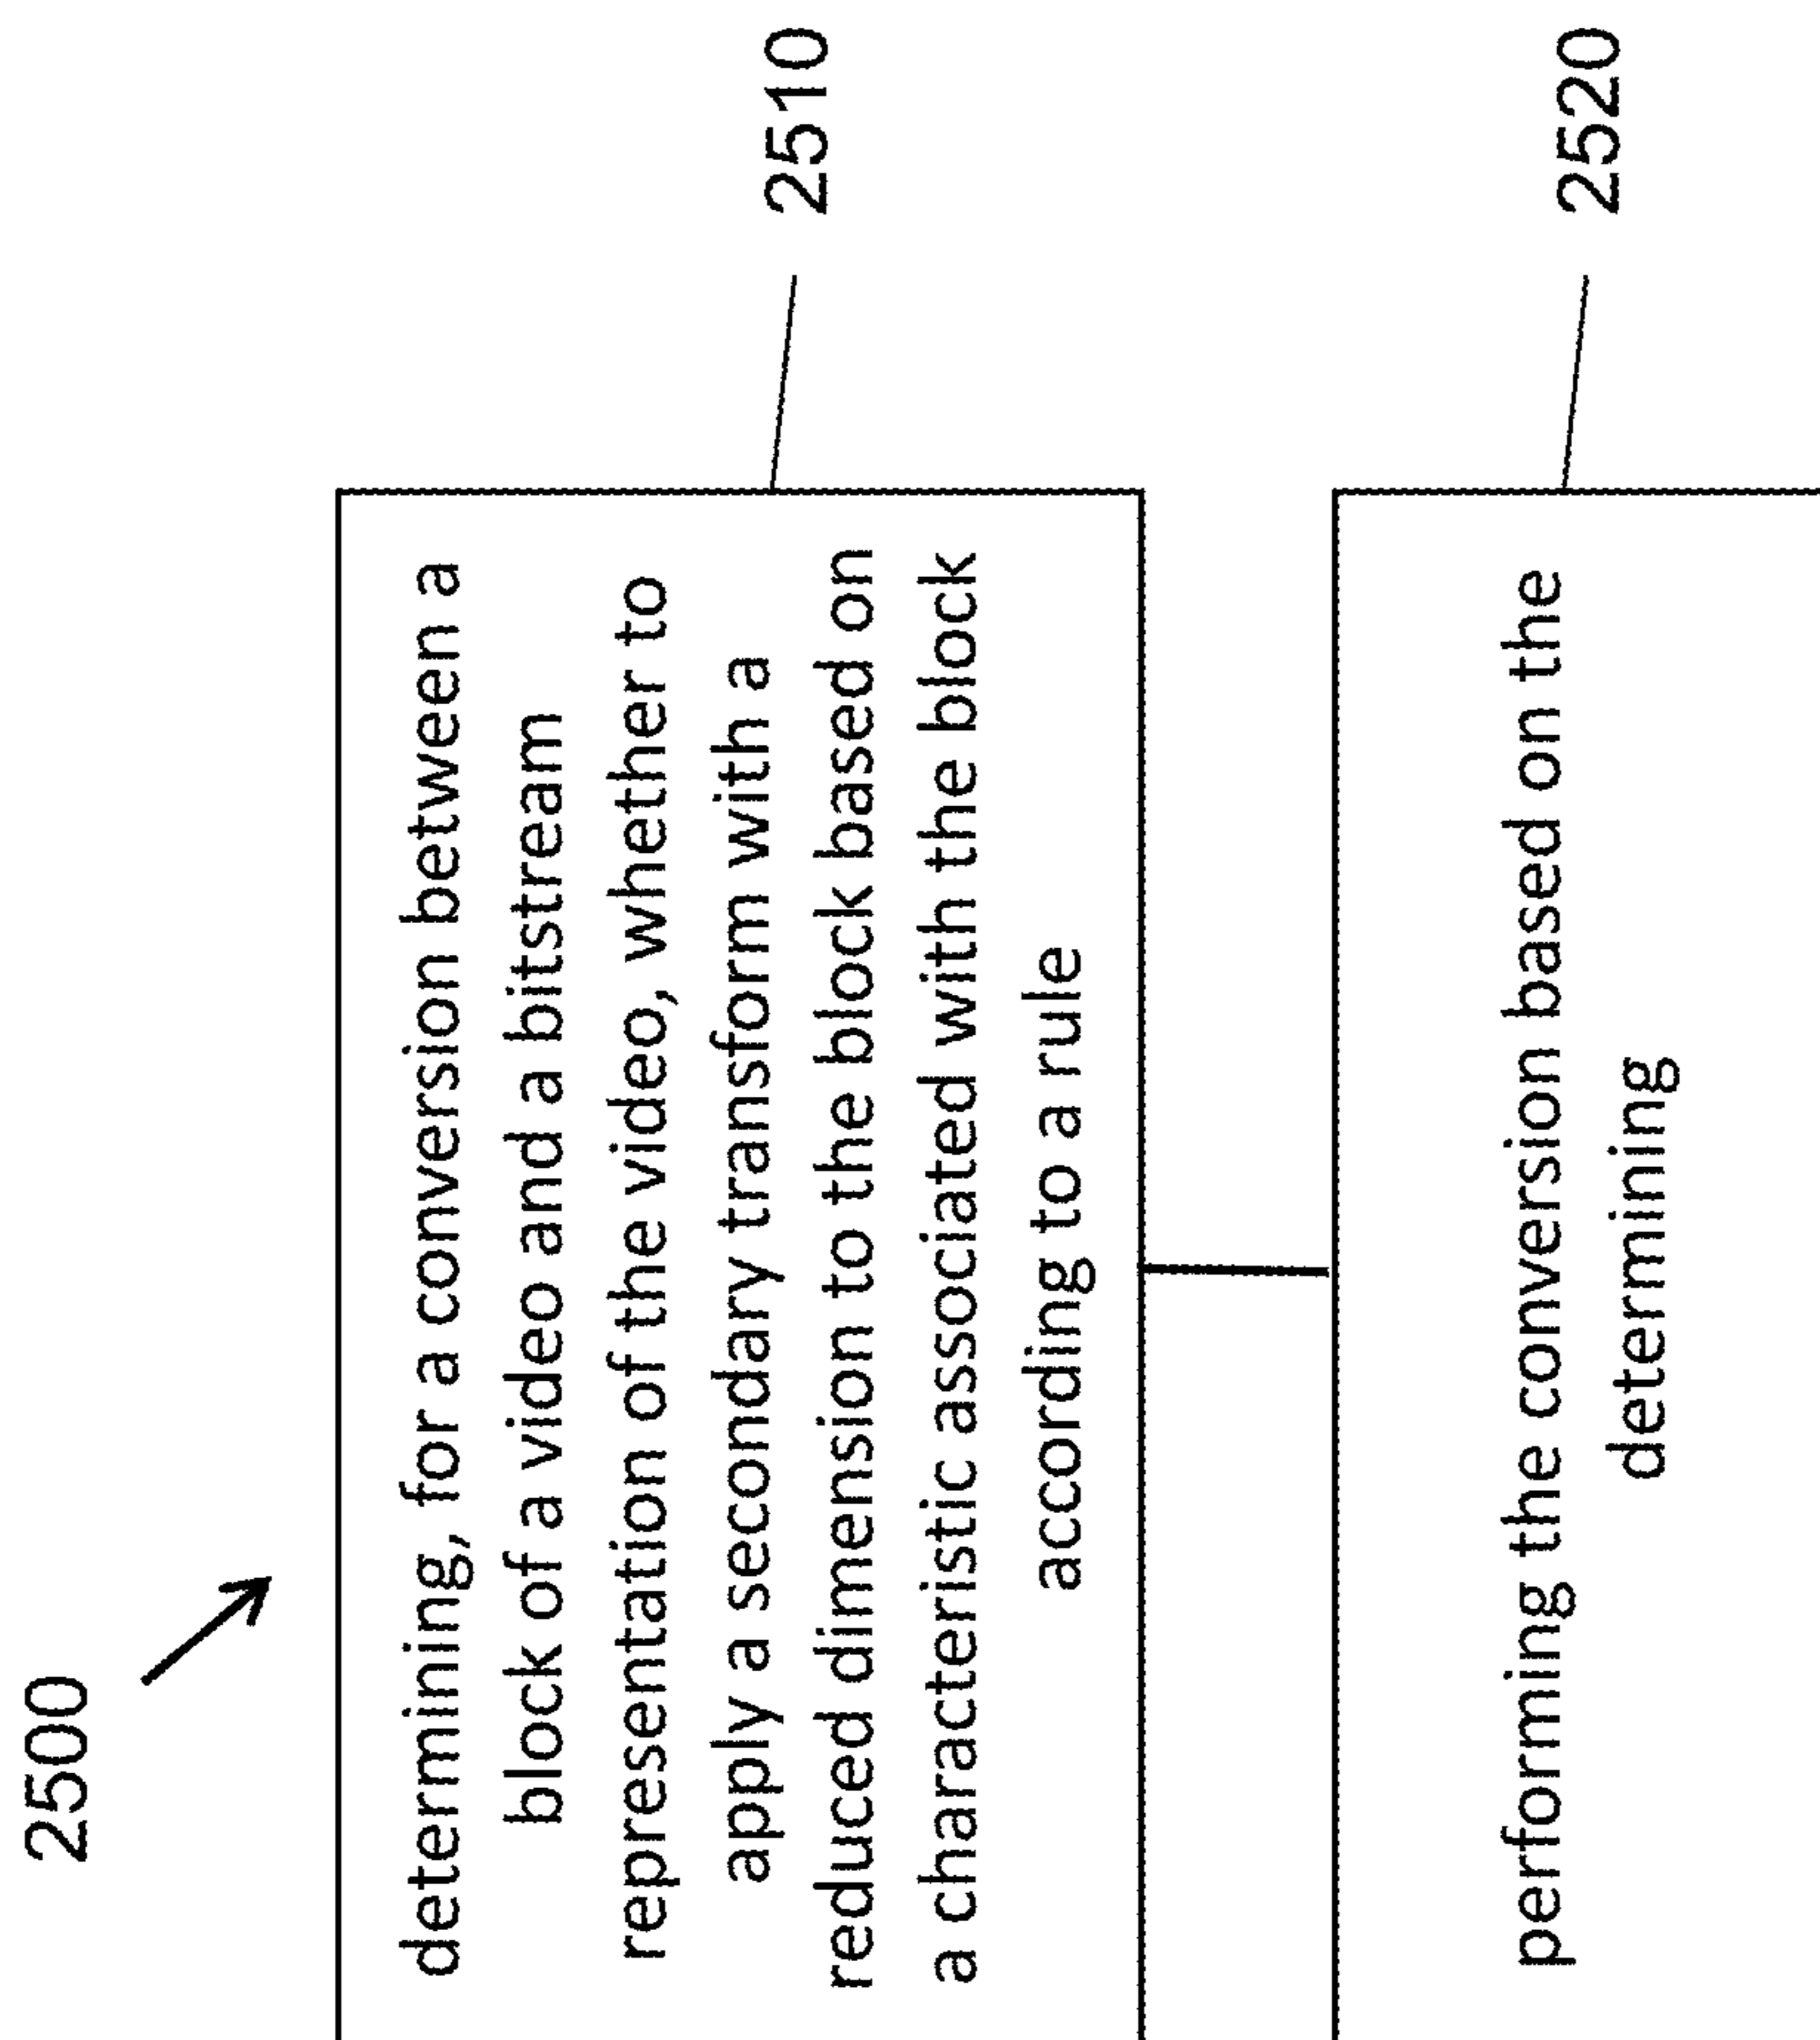 2500
determining, for a conversion between a
block of a video and a bitstream
representation of the video, whether to
apply a secondary transform with a
reduced dimension to the block based on
a characteristic associated with the block
according to a rule
2510
performing the conversion based on the
determining
2520